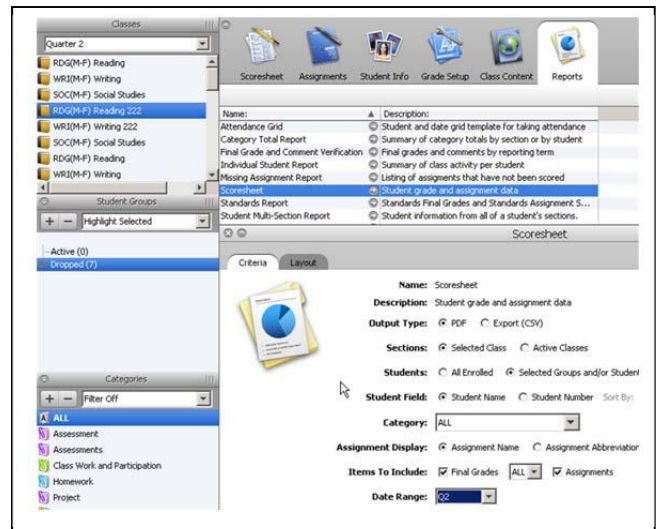 Classes
Quarter 2
RDG(M-F) Reading
WRI(M-F) Writing
SOC(M-F) Social Studies
RDG(M-F) Reading 222
WRI(M-F) Writing 222
SOC(M-F) Social Studies
RDG(M-F) Reading
WRI(M-F) Writing
Student Groups
+ − Highlight Selected
Active (0)
Dropped (7)
Categories
+ − Filter Off
ALL
Assessment
Assessments
Class Work and Participation
Homework
Project
Scoresheet Assignments Student Info Grade Setup Class Content Reports
Name: Description:
Attendance Grid Student and date grid template for taking attendance
Category Total Report Summary of category totals by section or by student
Final Grade and Comment Verification Final grades and comments by reporting term
Individual Student Report Summary of class activity per student
Missing Assignment Report Listing of assigments that have not been scored
Scoresheet Student grade and assignment data
Standards Report Standards Final Grades and Standards Assignment S...
Student Multi-Section Report Student information from all of a student's sections.
Scoresheet
Criteria Layout
Name: Scoresheet
Description: Student grade and assignment data
Output Type: PDF Export (CSV)
Sections: Selected Class Active Classes
Students: All Enrolled Selected Groups and/or Studen
Student Field: Student Name Student Number Sort By:
Category: ALL
Assignment Display: Assignment Name Assignment Abbreviation
Items To Include: Final Grades ALL Assignments
Date Range: Q2